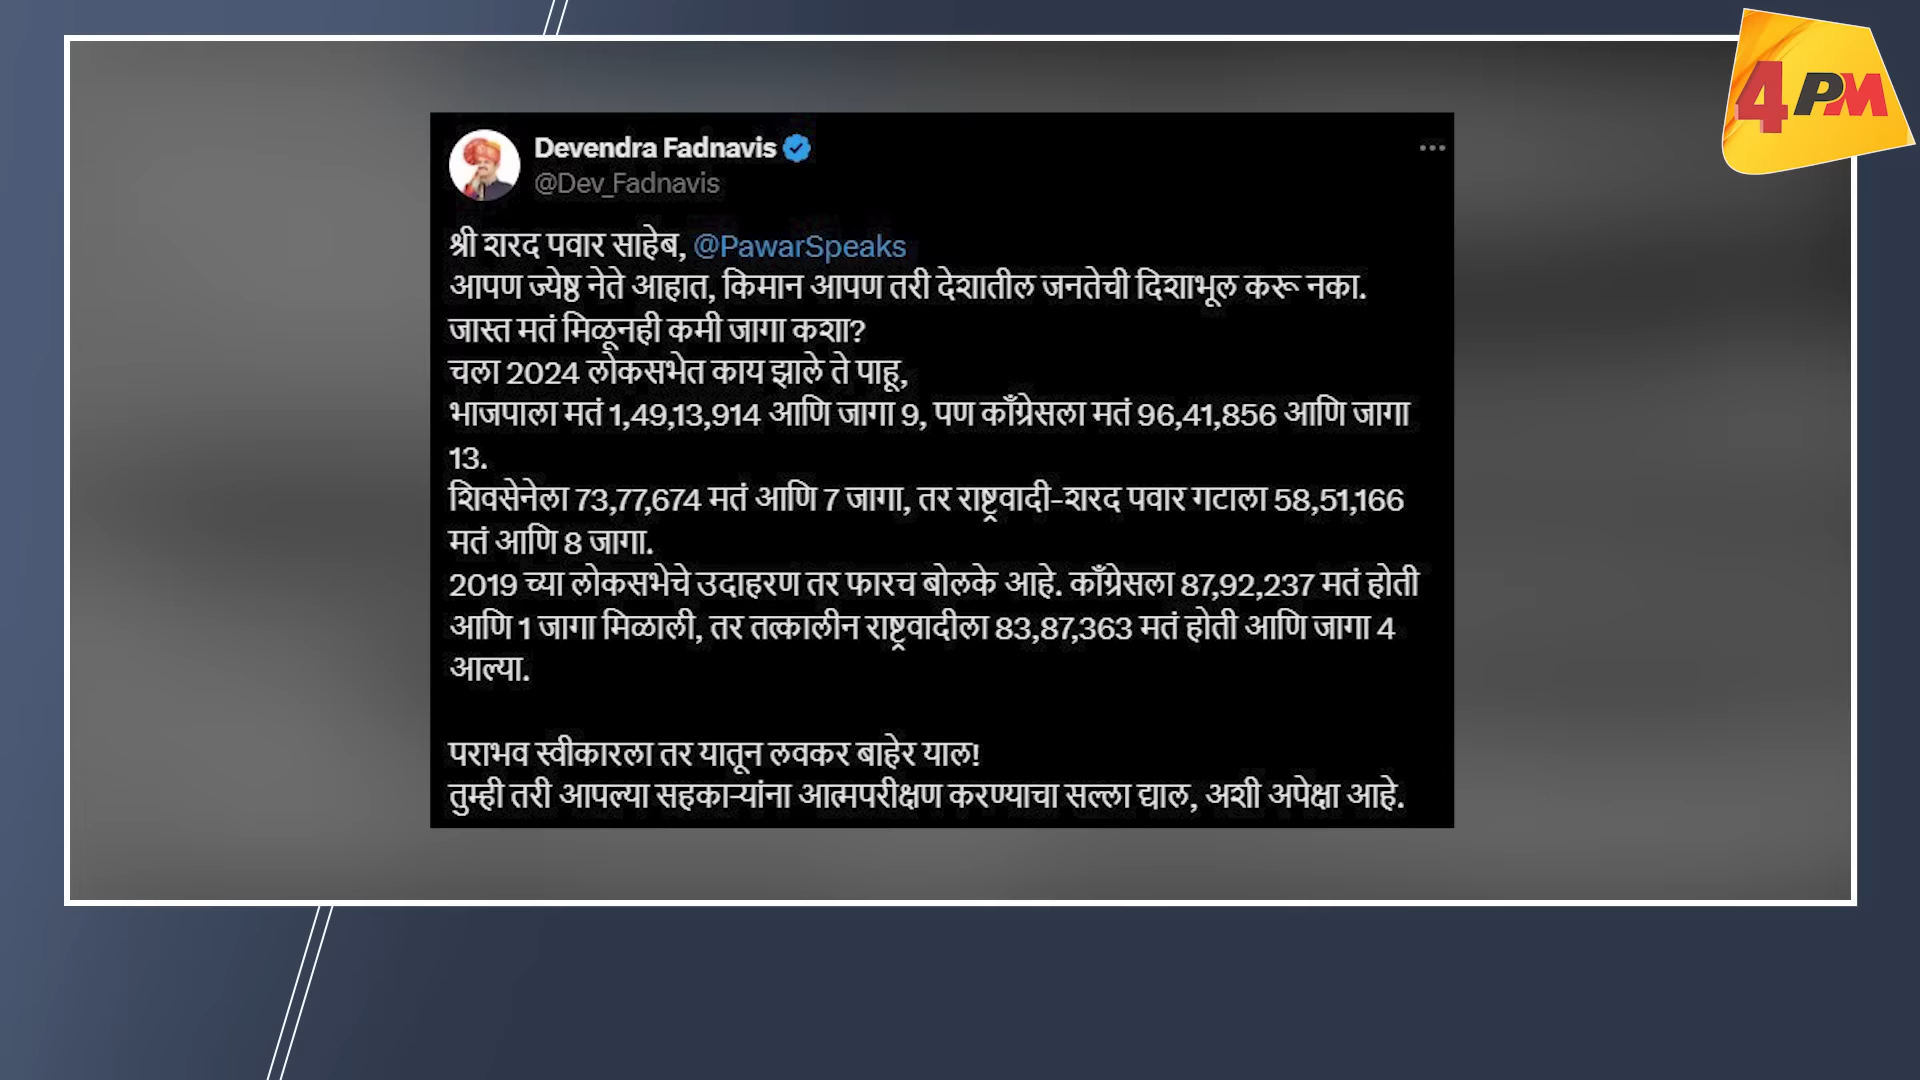 4PM
Devendra Fadnavis
@Dev_Fadnavis
श्री शरद पवार साहेब, @PawarSpeaks
आपण ज्येष्ठ नेते आहात, किमान आपण तरी देशातील जनतेची दिशाभूल करू नका.
जास्त मतं मिळूनही कमी जागा कशा?
चला 2024 लोकसभेत काय झाले ते पाहू,
भाजपाला मतं 1,49,13,914 आणि जागा 9, पण काँग्रेसला मतं 96,41,856 आणि जागा
13.
शिवसेनेला 73,77,674 मतं आणि 7 जागा, तर राष्ट्रवादी-शरद पवार गटाला 58,51,166
मतं आणि 8 जागा.
2019 च्या लोकसभेचे उदाहरण तर फारच बोलके आहे. काँग्रेसला 87,92,237 मतं होती
आणि 1 जागा मिळाली, तर तत्कालीन राष्ट्रवादीला 83,87,363 मतं होती आणि जागा 4
आल्या.
पराभव स्वीकारला तर यातून लवकर बाहेर याल!
तुम्ही तरी आपल्या सहकाऱ्यांना आत्मपरीक्षण करण्याचा सल्ला द्याल, अशी अपेक्षा आहे.